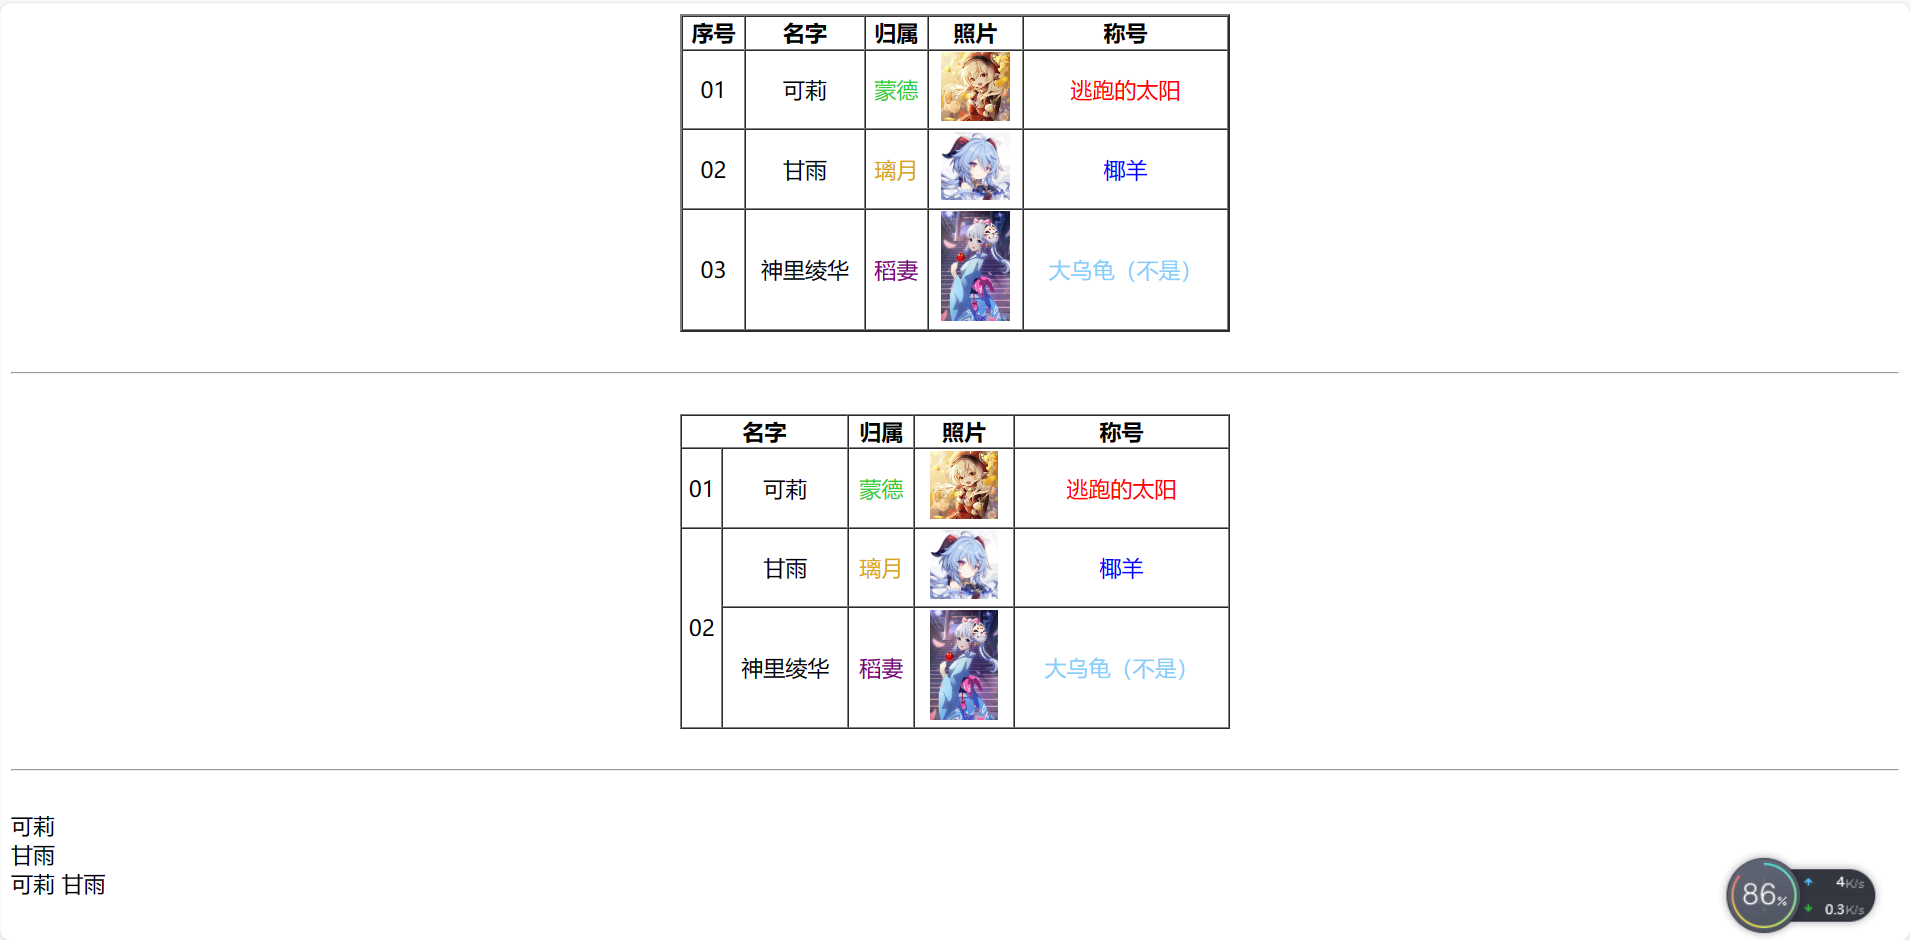 序号 名字 归属 照片 称号
01 可莉 蒙德 逃跑的太阳
02 甘雨 璃月 椰羊
03 神里绫华 稻妻 大乌龟（不是）
名字 归属 照片 称号
01 可莉 蒙德 逃跑的太阳
甘雨 璃月 椰羊
02
神里绫华 稻妻 大乌龟（不是）
可莉
甘雨
可莉 甘雨
86% 4K/s
0.3K/s